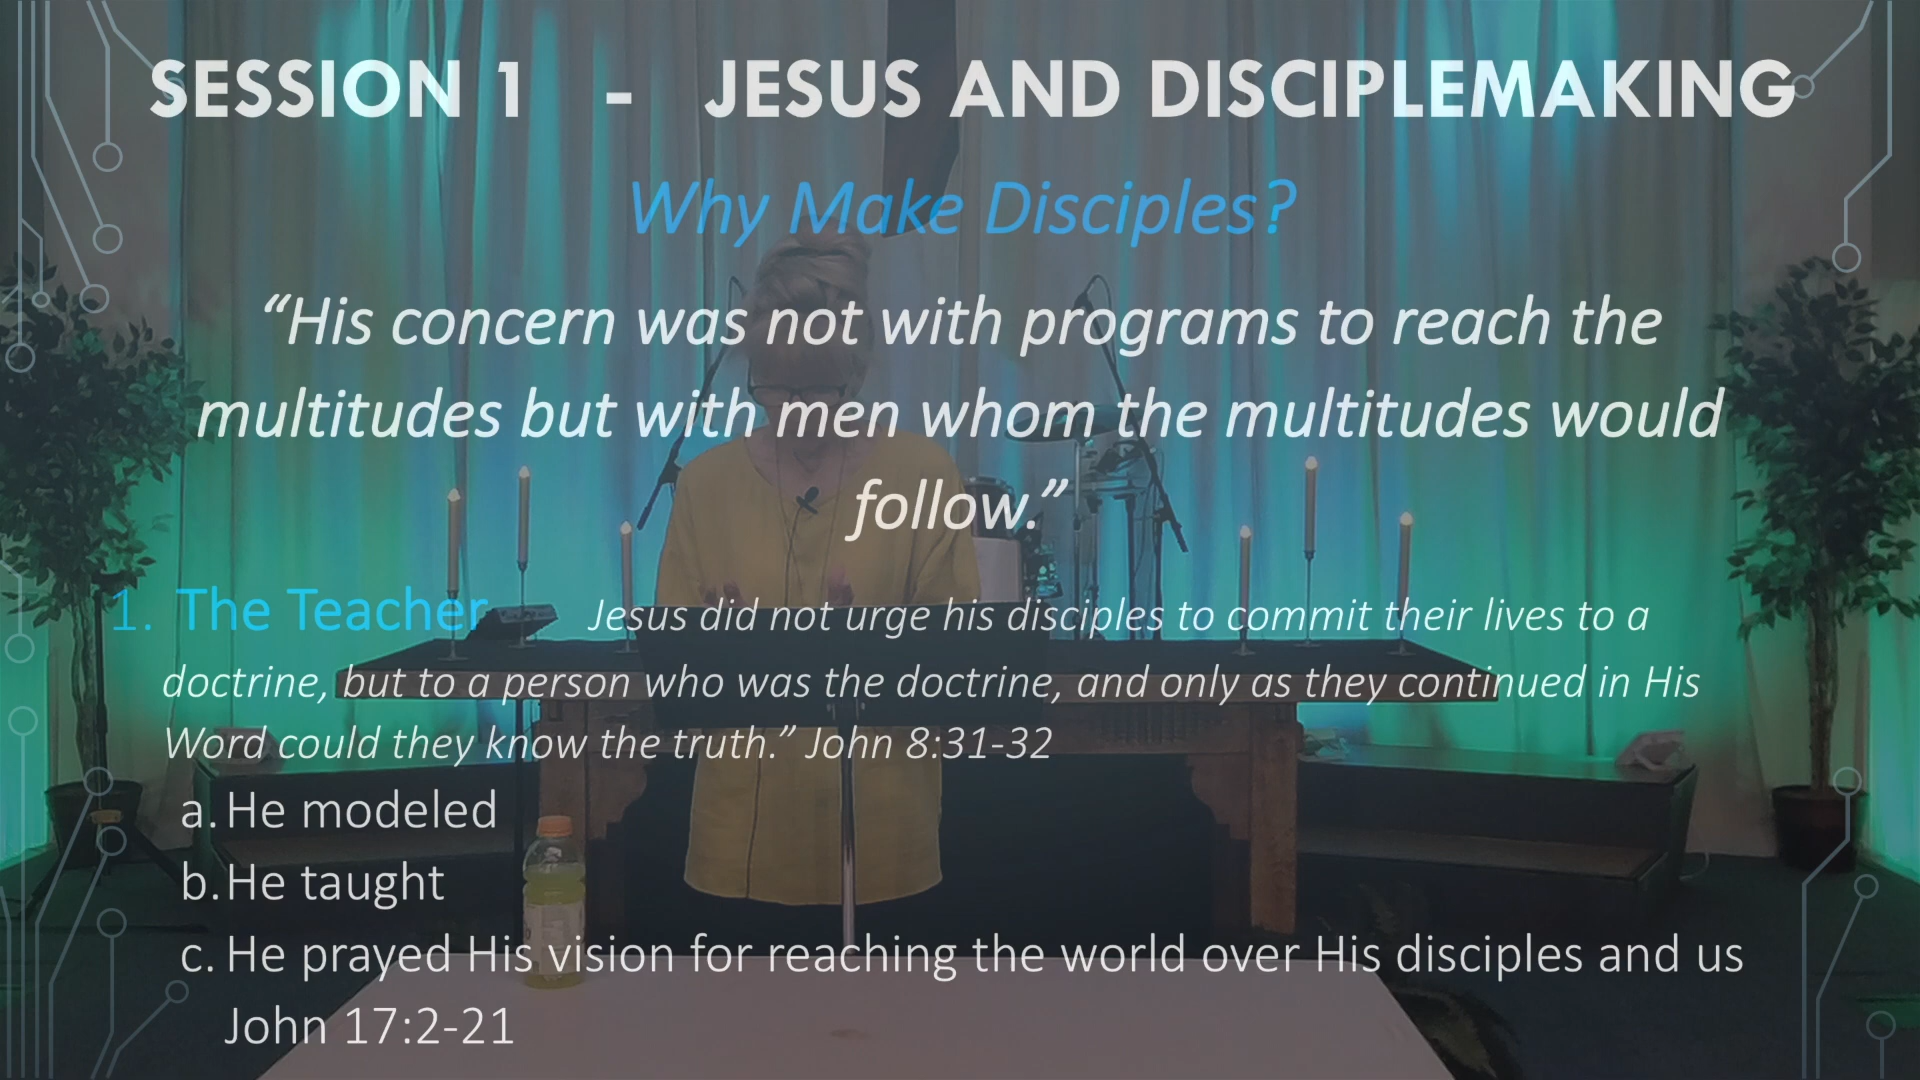 SESSION 1 - JESUS AND DISCIPLEMAKING
Why Make Disciples?
“His concern was not with programs to reach the
multitudes but with men whom the multitudes would
follow.”
1. The Teacher Jesus did not urge his disciples to commit their lives to a
doctrine, but to a person who was the doctrine, and only as they continued in His
Word could they know the truth.” John 8:31-32
a. He modeled
b. He taught
c. He prayed His vision for reaching the world over His disciples and us
John 17:2-21